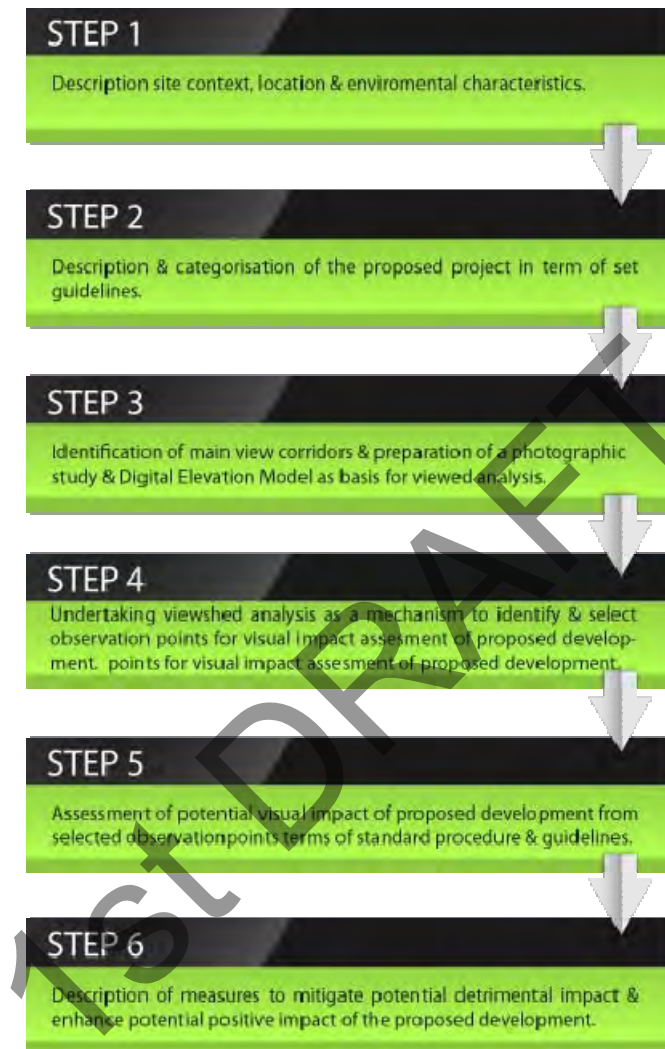 STEP 1
Description site context, location & enviromental characteristics.
STEP 2
Description & categorisation of the proposed project in term of set
guidelines.
STEP 3
Identification of main view corridors & preparation of a photographic
study & Digital Elevation Model as basis for viewed analysis.
STEP 4
Undertaking viewshed analysis as a mechanism to identify & select
observation points for visual impact assesment of proposed develop-
ment. points for visual impact assesment of proposed development.
STEP 5
Assessment of potential visual impact of proposed development from
selected observationpoints terms of standard procedure & guidelines.
STEP 6
Description of measures to mitigate potential detrimental impact &
enhance potential positive impact of the proposed development.
1st DRAFT